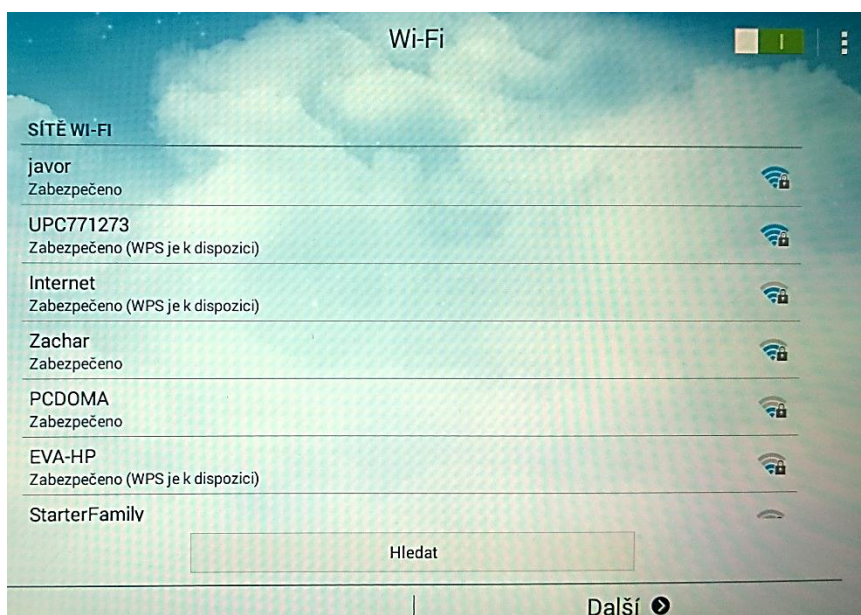 Wi-Fi
SÍTĚ WI-FI
javor
Zabezpečeno
UPC771273
Zabezpečeno (WPS je k dispozici)
Internet
Zabezpečeno (WPS je k dispozici)
Zachar
Zabezpečeno
PCDOMA
Zabezpečeno
EVA-HP
Zabezpečeno (WPS je k dispozici)
StarterFamily
Hledat
Další